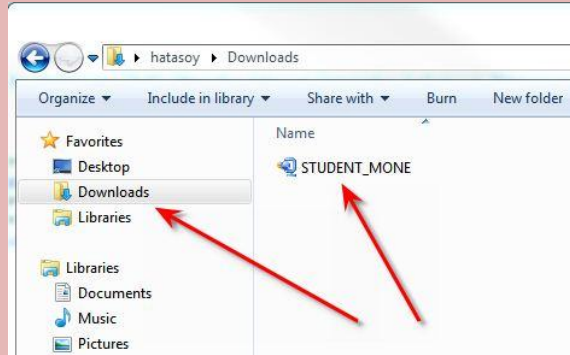 hatasoy Downloads
Organize Include in library Share with Burn New folder
Favorites
Desktop
Downloads
Libraries
Libraries
Documents
Music
Pictures
Name
STUDENT_MONE